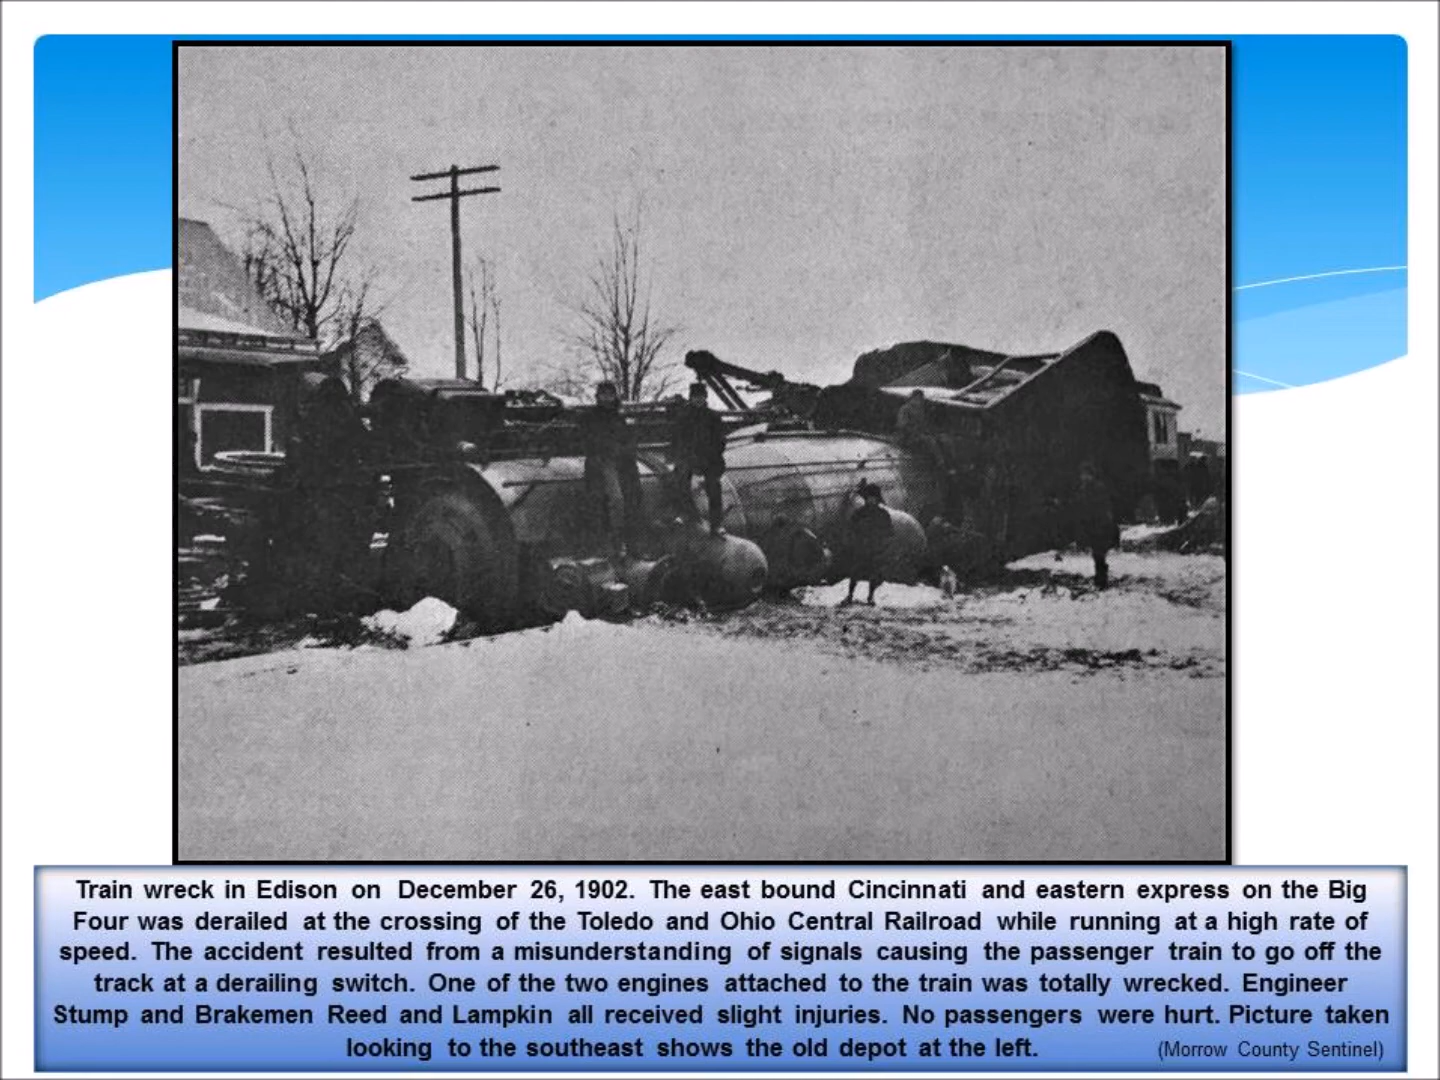 Train wreck in Edison on December 26, 1902. The east bound Cincinnati and eastern express on the Big
Four was derailed at the crossing of the Toledo and Ohio Central Railroad while running at a high rate of
speed. The accident resulted from a misunderstanding of signals causing the passenger train to go off the
track at a derailing switch. One of the two engines attached to the train was totally wrecked. Engineer
Stump and Brakemen Reed and Lampkin all received slight injuries. No passengers were hurt. Picture taken
looking to the southeast shows the old depot at the left. (Morrow County Sentinel)